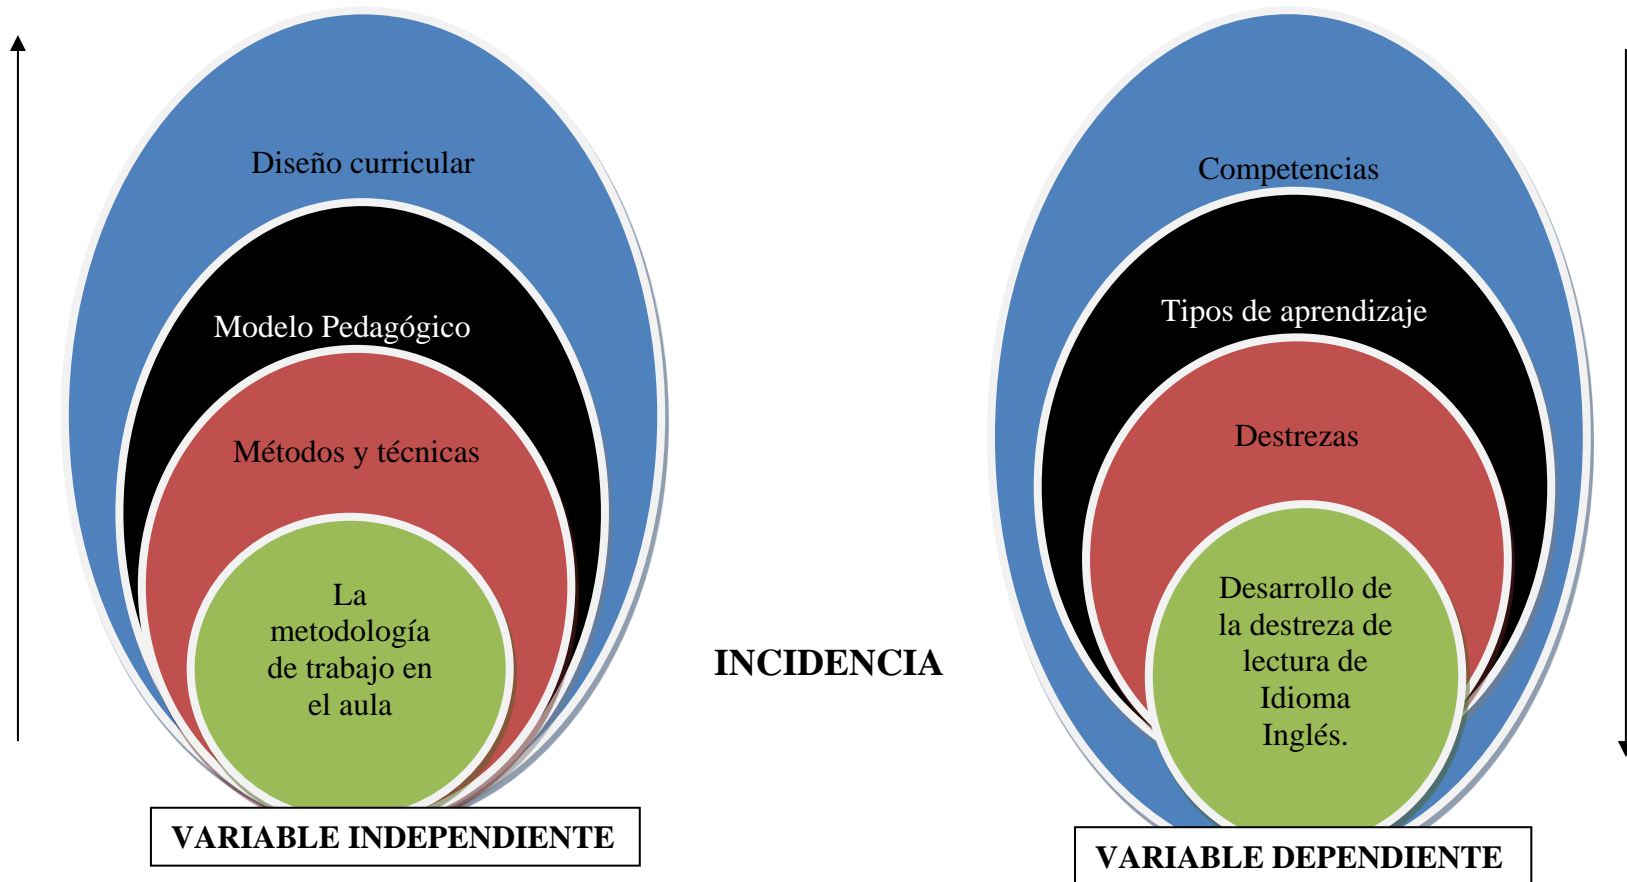 Diseño curricular
Modelo Pedagógico
Métodos y técnicas
La
metodología
de trabajo en
el aula
VARIABLE INDEPENDIENTE
INCIDENCIA
Competencias
Tipos de aprendizaje
Destrezas
Desarrollo de
la destreza de
lectura de
Idioma
Inglés.
VARIABLE DEPENDIENTE